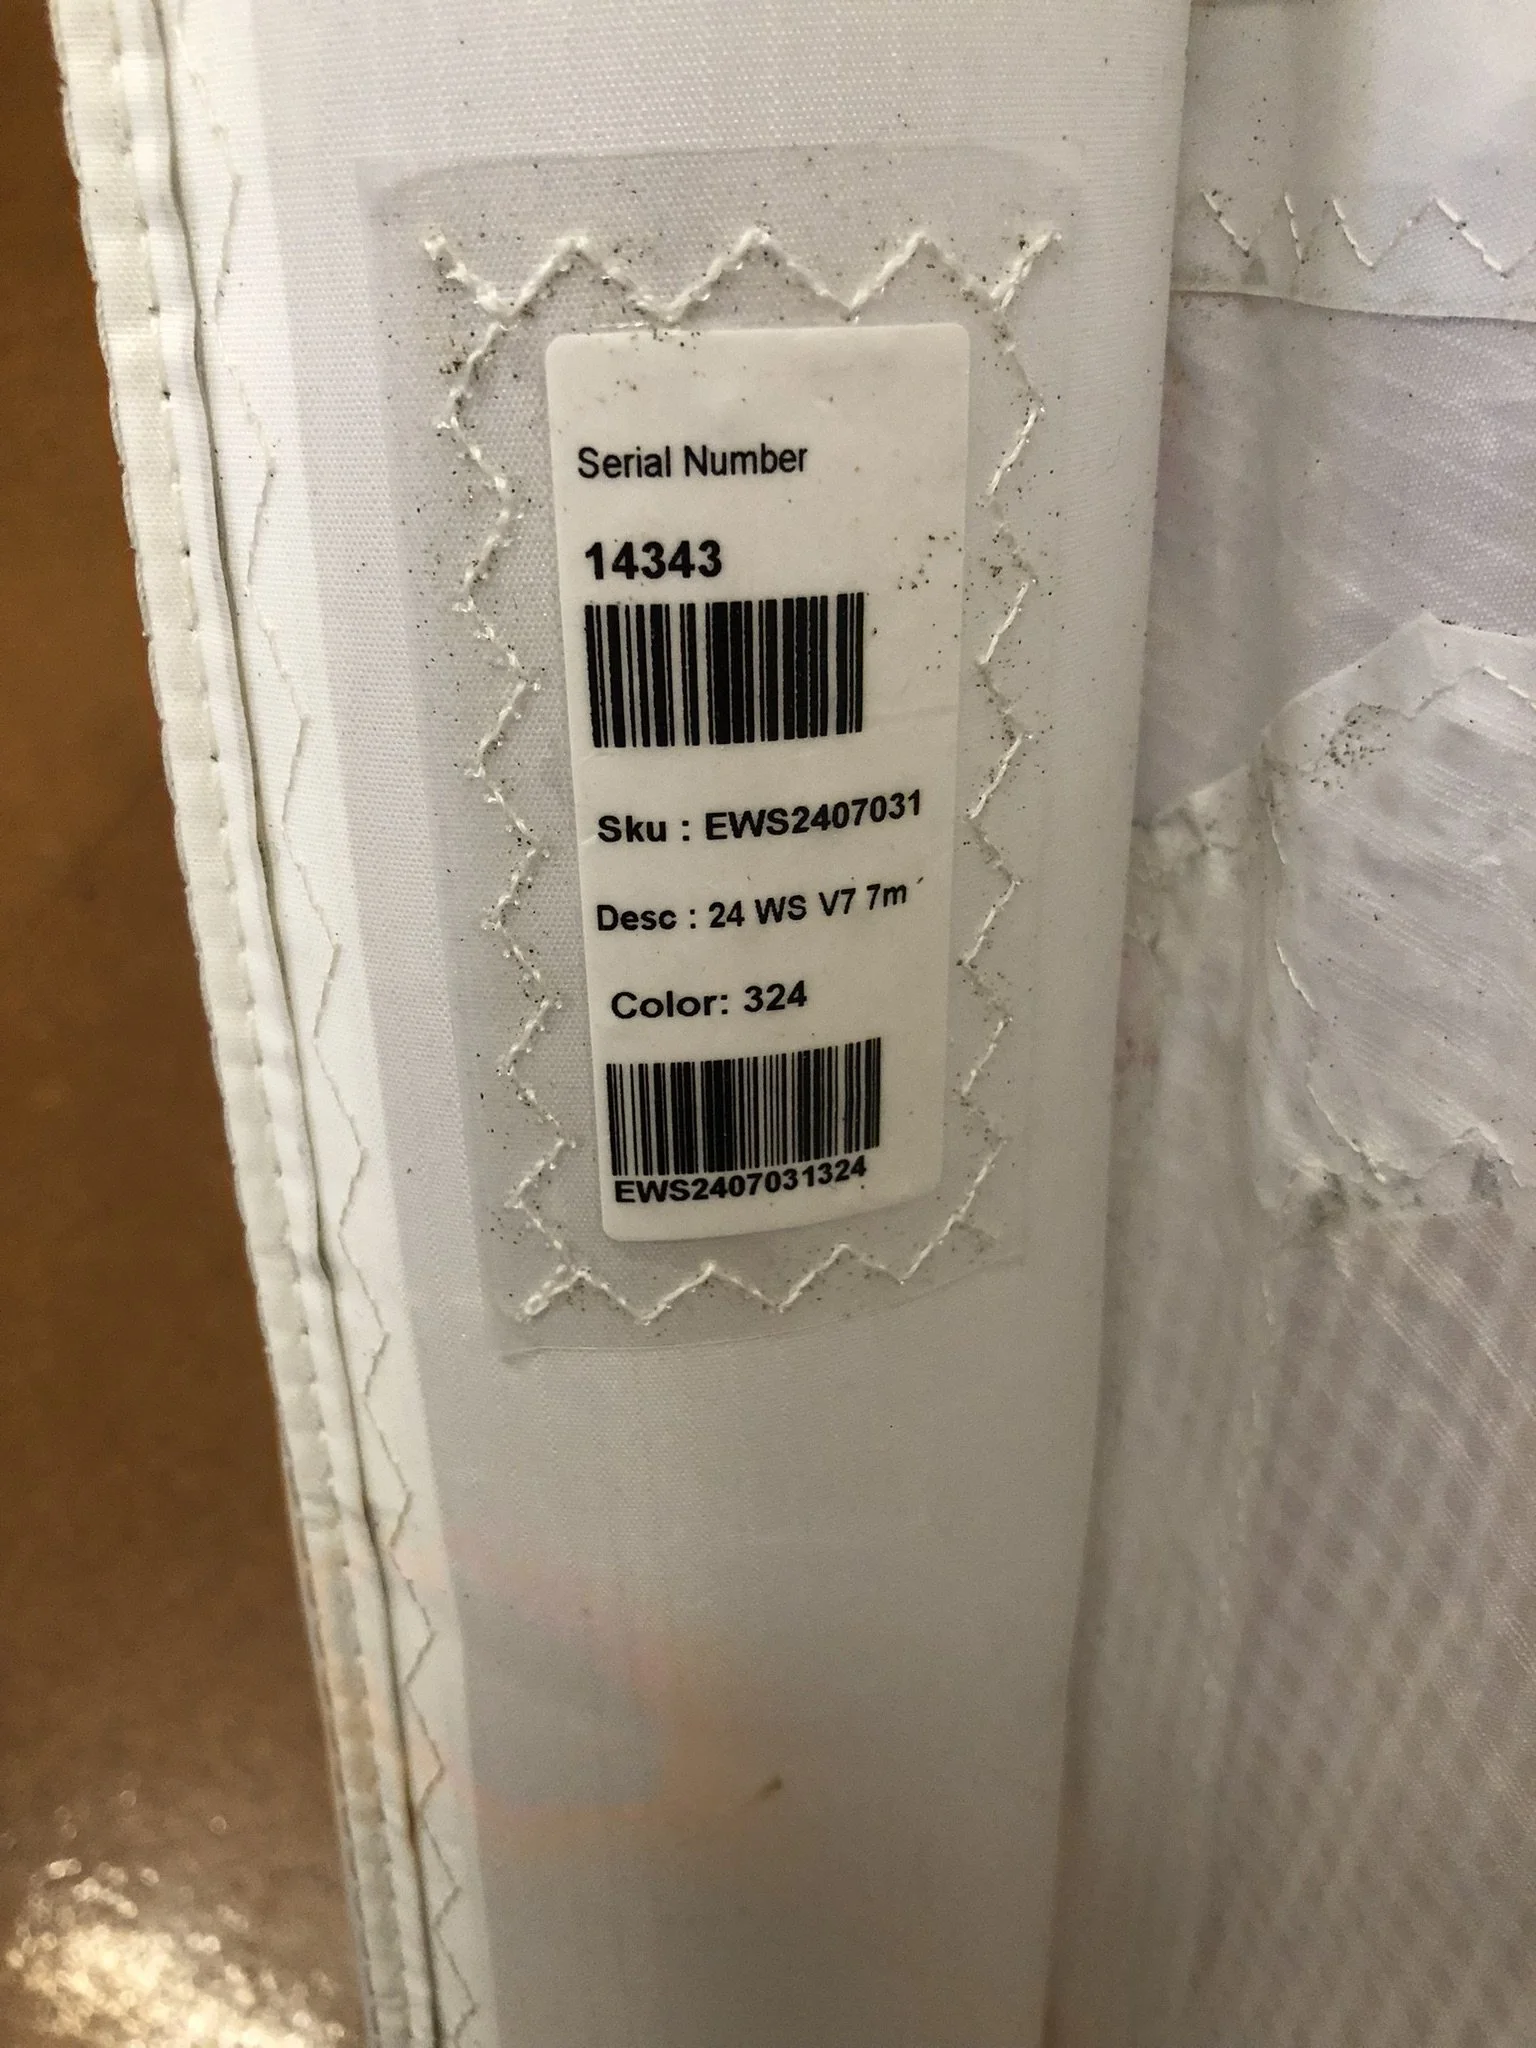 Serial Number
14343
Sku : EWS2407031
Desc : 24 WS V7 7m
Color: 324
EWS2407031324